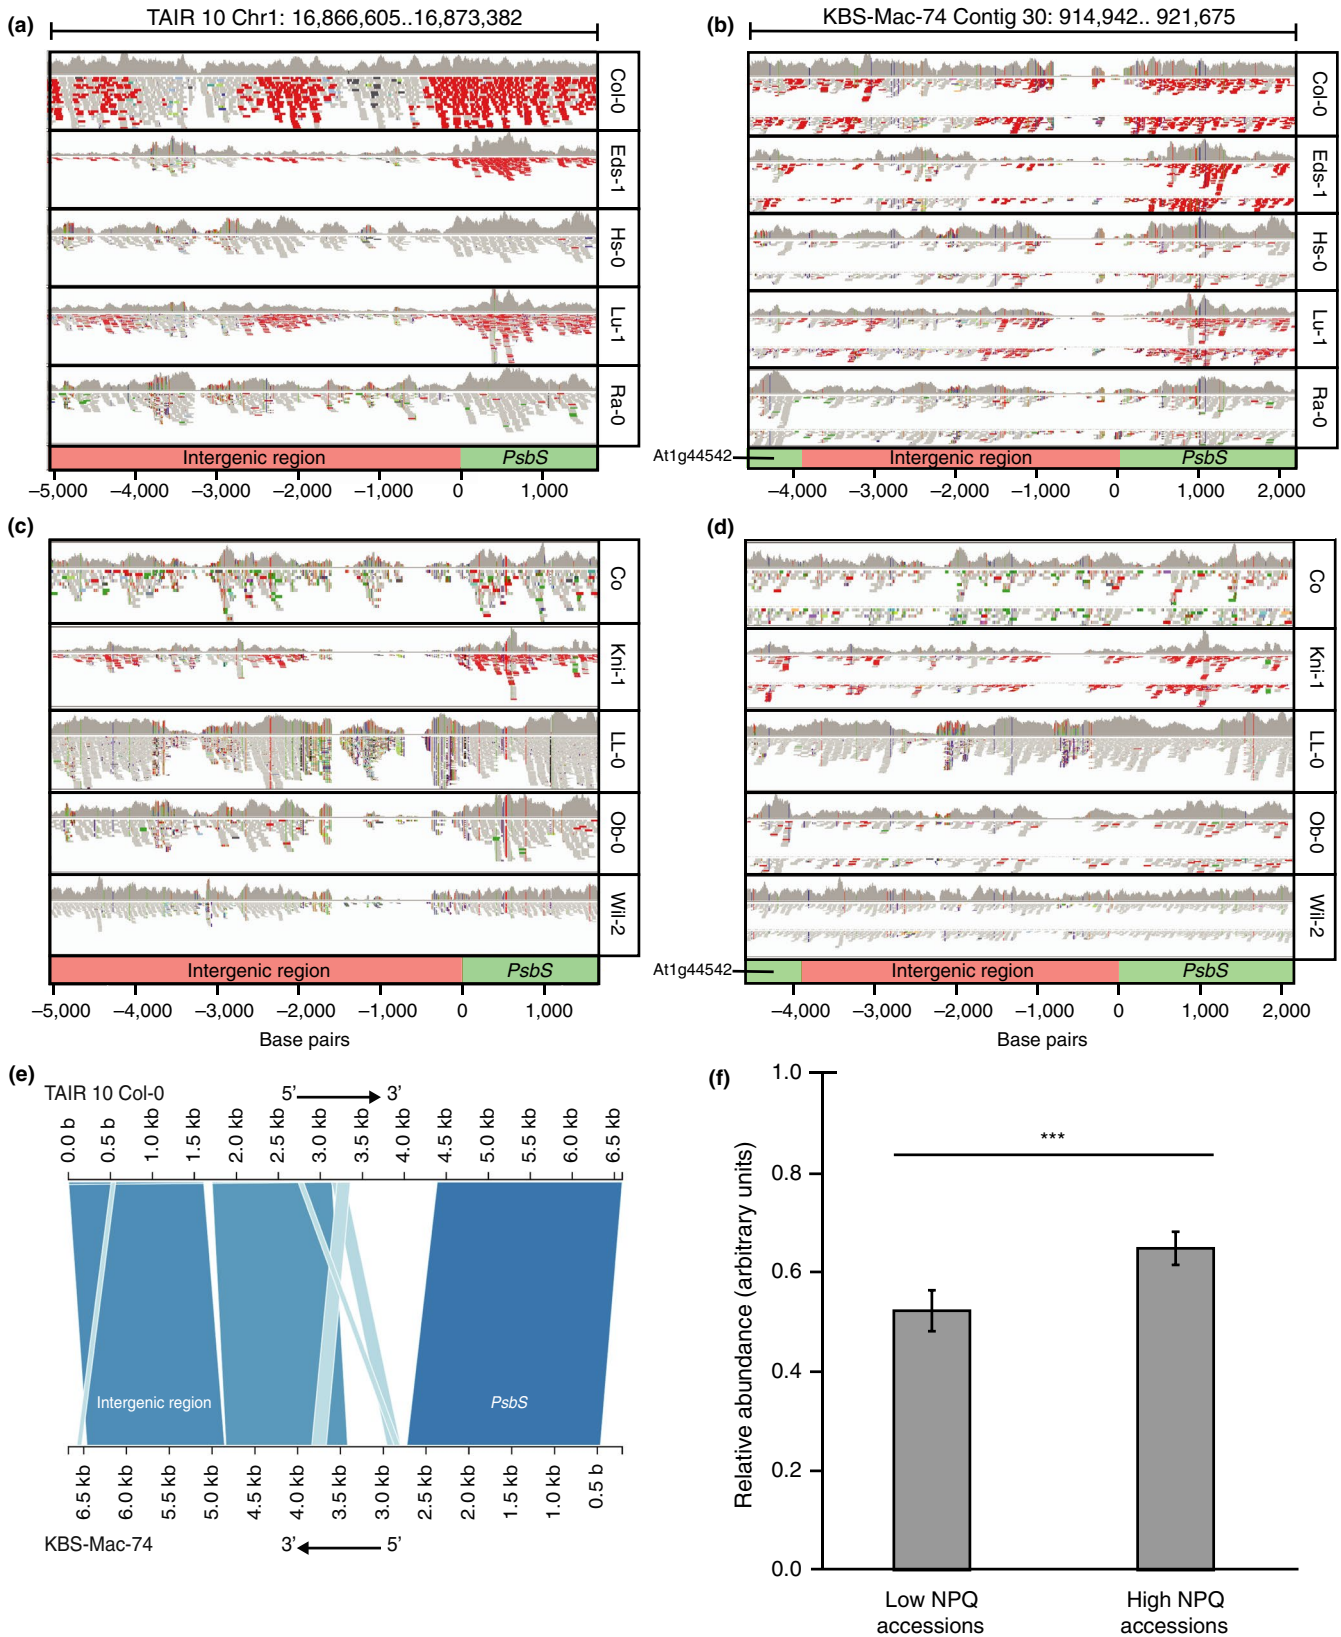 (a)
TAIR 10 Chr1: 16,866,605..16,873,382
Col-0
Eds-1
Hs-0
Lu-1
Ra-0
Intergenic region
PsbS
–5,000 –4,000 –3,000 –2,000 –1,000 0 1,000
(b)
KBS-Mac-74 Contig 30: 914,942.. 921,675
Col-0
Eds-1
Hs-0
Lu-1
Ra-0
At1g44542
Intergenic region
PsbS
–4,000 –3,000 –2,000 –1,000 0 1,000 2,000
(c)
Co
Kni-1
LL-0
Ob-0
Wil-2
Intergenic region
PsbS
–5,000 –4,000 –3,000 –2,000 –1,000 0 1,000
Base pairs
(d)
Co
Kni-1
LL-0
Ob-0
Wil-2
At1g44542
Intergenic region
PsbS
–4,000 –3,000 –2,000 –1,000 0 1,000 2,000
Base pairs
(e)
TAIR 10 Col-0
5’ 3’
0.0 b 0.5 b 1.0 kb 1.5 kb 2.0 kb 2.5 kb 3.0 kb 3.5 kb 4.0 kb 4.5 kb 5.0 kb 5.5 kb 6.0 kb 6.5 kb
Intergenic region
PsbS
6.5 kb 6.0 kb 5.5 kb 5.0 kb 4.5 kb 4.0 kb 3.5 kb 3.0 kb 2.5 kb 2.0 kb 1.5 kb 1.0 kb 0.5 b
KBS-Mac-74
3’ 5’
(f)
Relative abundance (arbitrary units)
1.0
0.8
0.6
0.4
0.2
0.0
***
Low NPQ
accessions
High NPQ
accessions